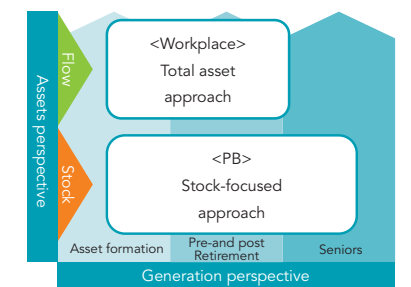 Assets perspective
Flow
Stock
<Workplace>
Total asset
approach
<PB>
Stock-focused
approach
Asset formation
Pre-and post
Retirement
Seniors
Generation perspective